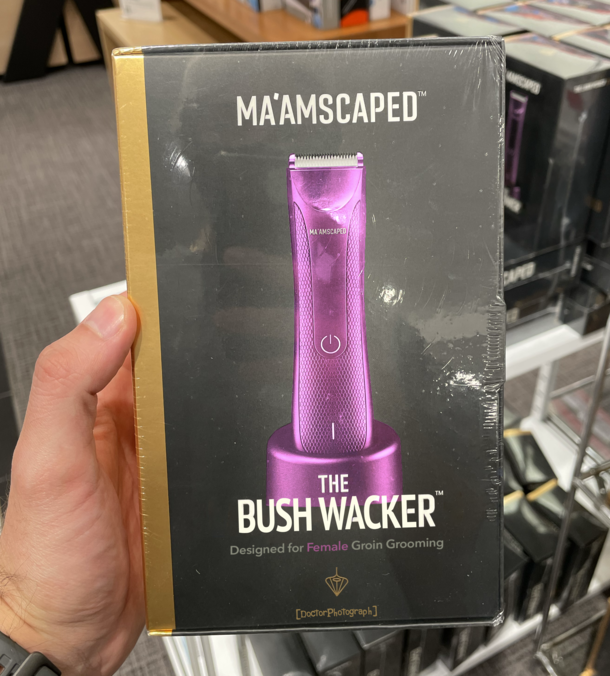 MA'AMSCAPED™
MA'AMSCAPED
THE
BUSH WACKER™
Designed for Female Groin Grooming
[DoctorPhotograph]